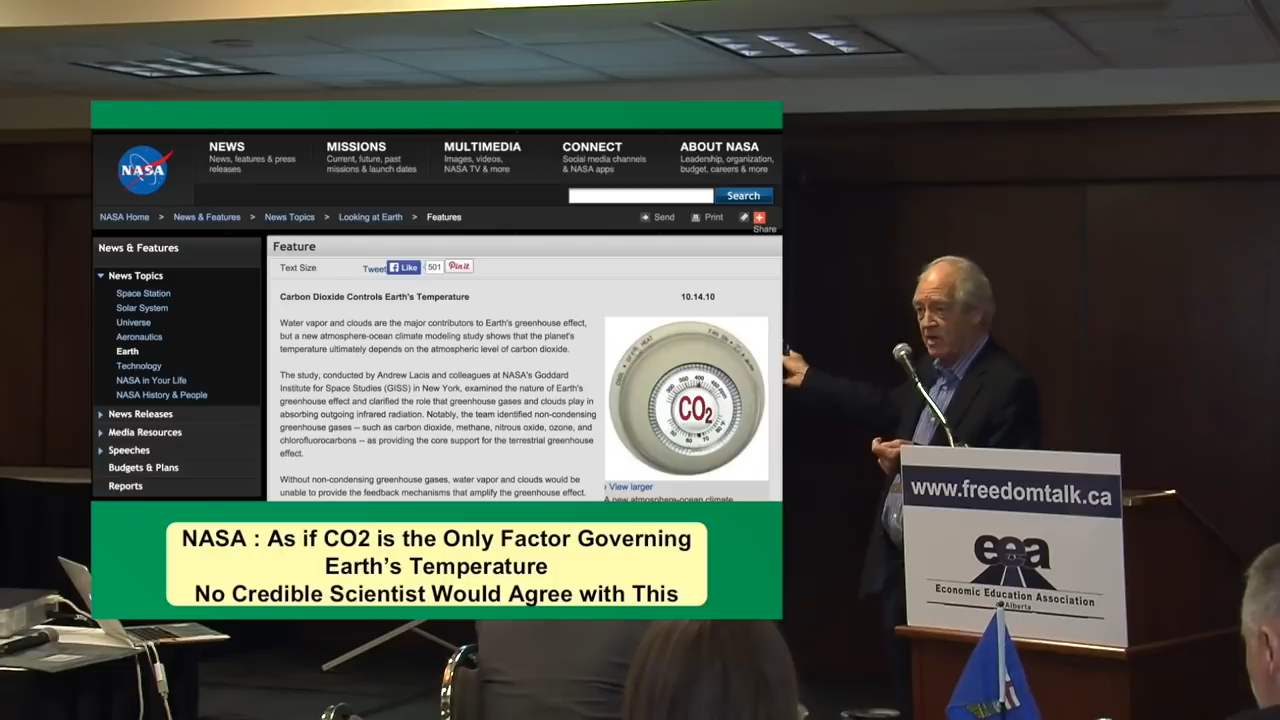 NASA
NEWS
News, features & press
releases
MISSIONS
Current, future, past
missions & launch dates
MULTIMEDIA
Images, videos,
NASA TV & more
CONNECT
Social media channels
& NASA apps
ABOUT NASA
Leadership, organization,
budget, careers & more
Search
NASA Home > News & Features > News Topics > Looking at Earth > Features
Send Print Share
News & Features
News Topics
Space Station
Solar System
Universe
Aeronautics
Earth
Technology
NASA in Your Life
NASA History & People
News Releases
Media Resources
Speeches
Budgets & Plans
Reports
Feature
Text Size
Tweet Like 501 Pin it
Carbon Dioxide Controls Earth's Temperature 10.14.10
Water vapor and clouds are the major contributors to Earth's greenhouse effect,
but a new atmosphere-ocean climate modeling study shows that the planet's
temperature ultimately depends on the atmospheric level of carbon dioxide.
The study, conducted by Andrew Lacis and colleagues at NASA's Goddard
Institute for Space Studies (GISS) in New York, examined the nature of Earth's
greenhouse effect and clarified the role that greenhouse gases and clouds play in
absorbing outgoing infrared radiation. Notably, the team identified non-condensing
greenhouse gases -- such as carbon dioxide, methane, nitrous oxide, ozone, and
chlorofluorocarbons -- as providing the core support for the terrestrial greenhouse
effect.
Without non-condensing greenhouse gases, water vapor and clouds would be
unable to provide the feedback mechanisms that amplify the greenhouse effect.
CO2
› View larger
A new atmosphere-ocean climate
NASA : As if CO2 is the Only Factor Governing
Earth's Temperature
No Credible Scientist Would Agree with This
www.freedomtalk.ca
eea
Economic Education Association
of Alberta